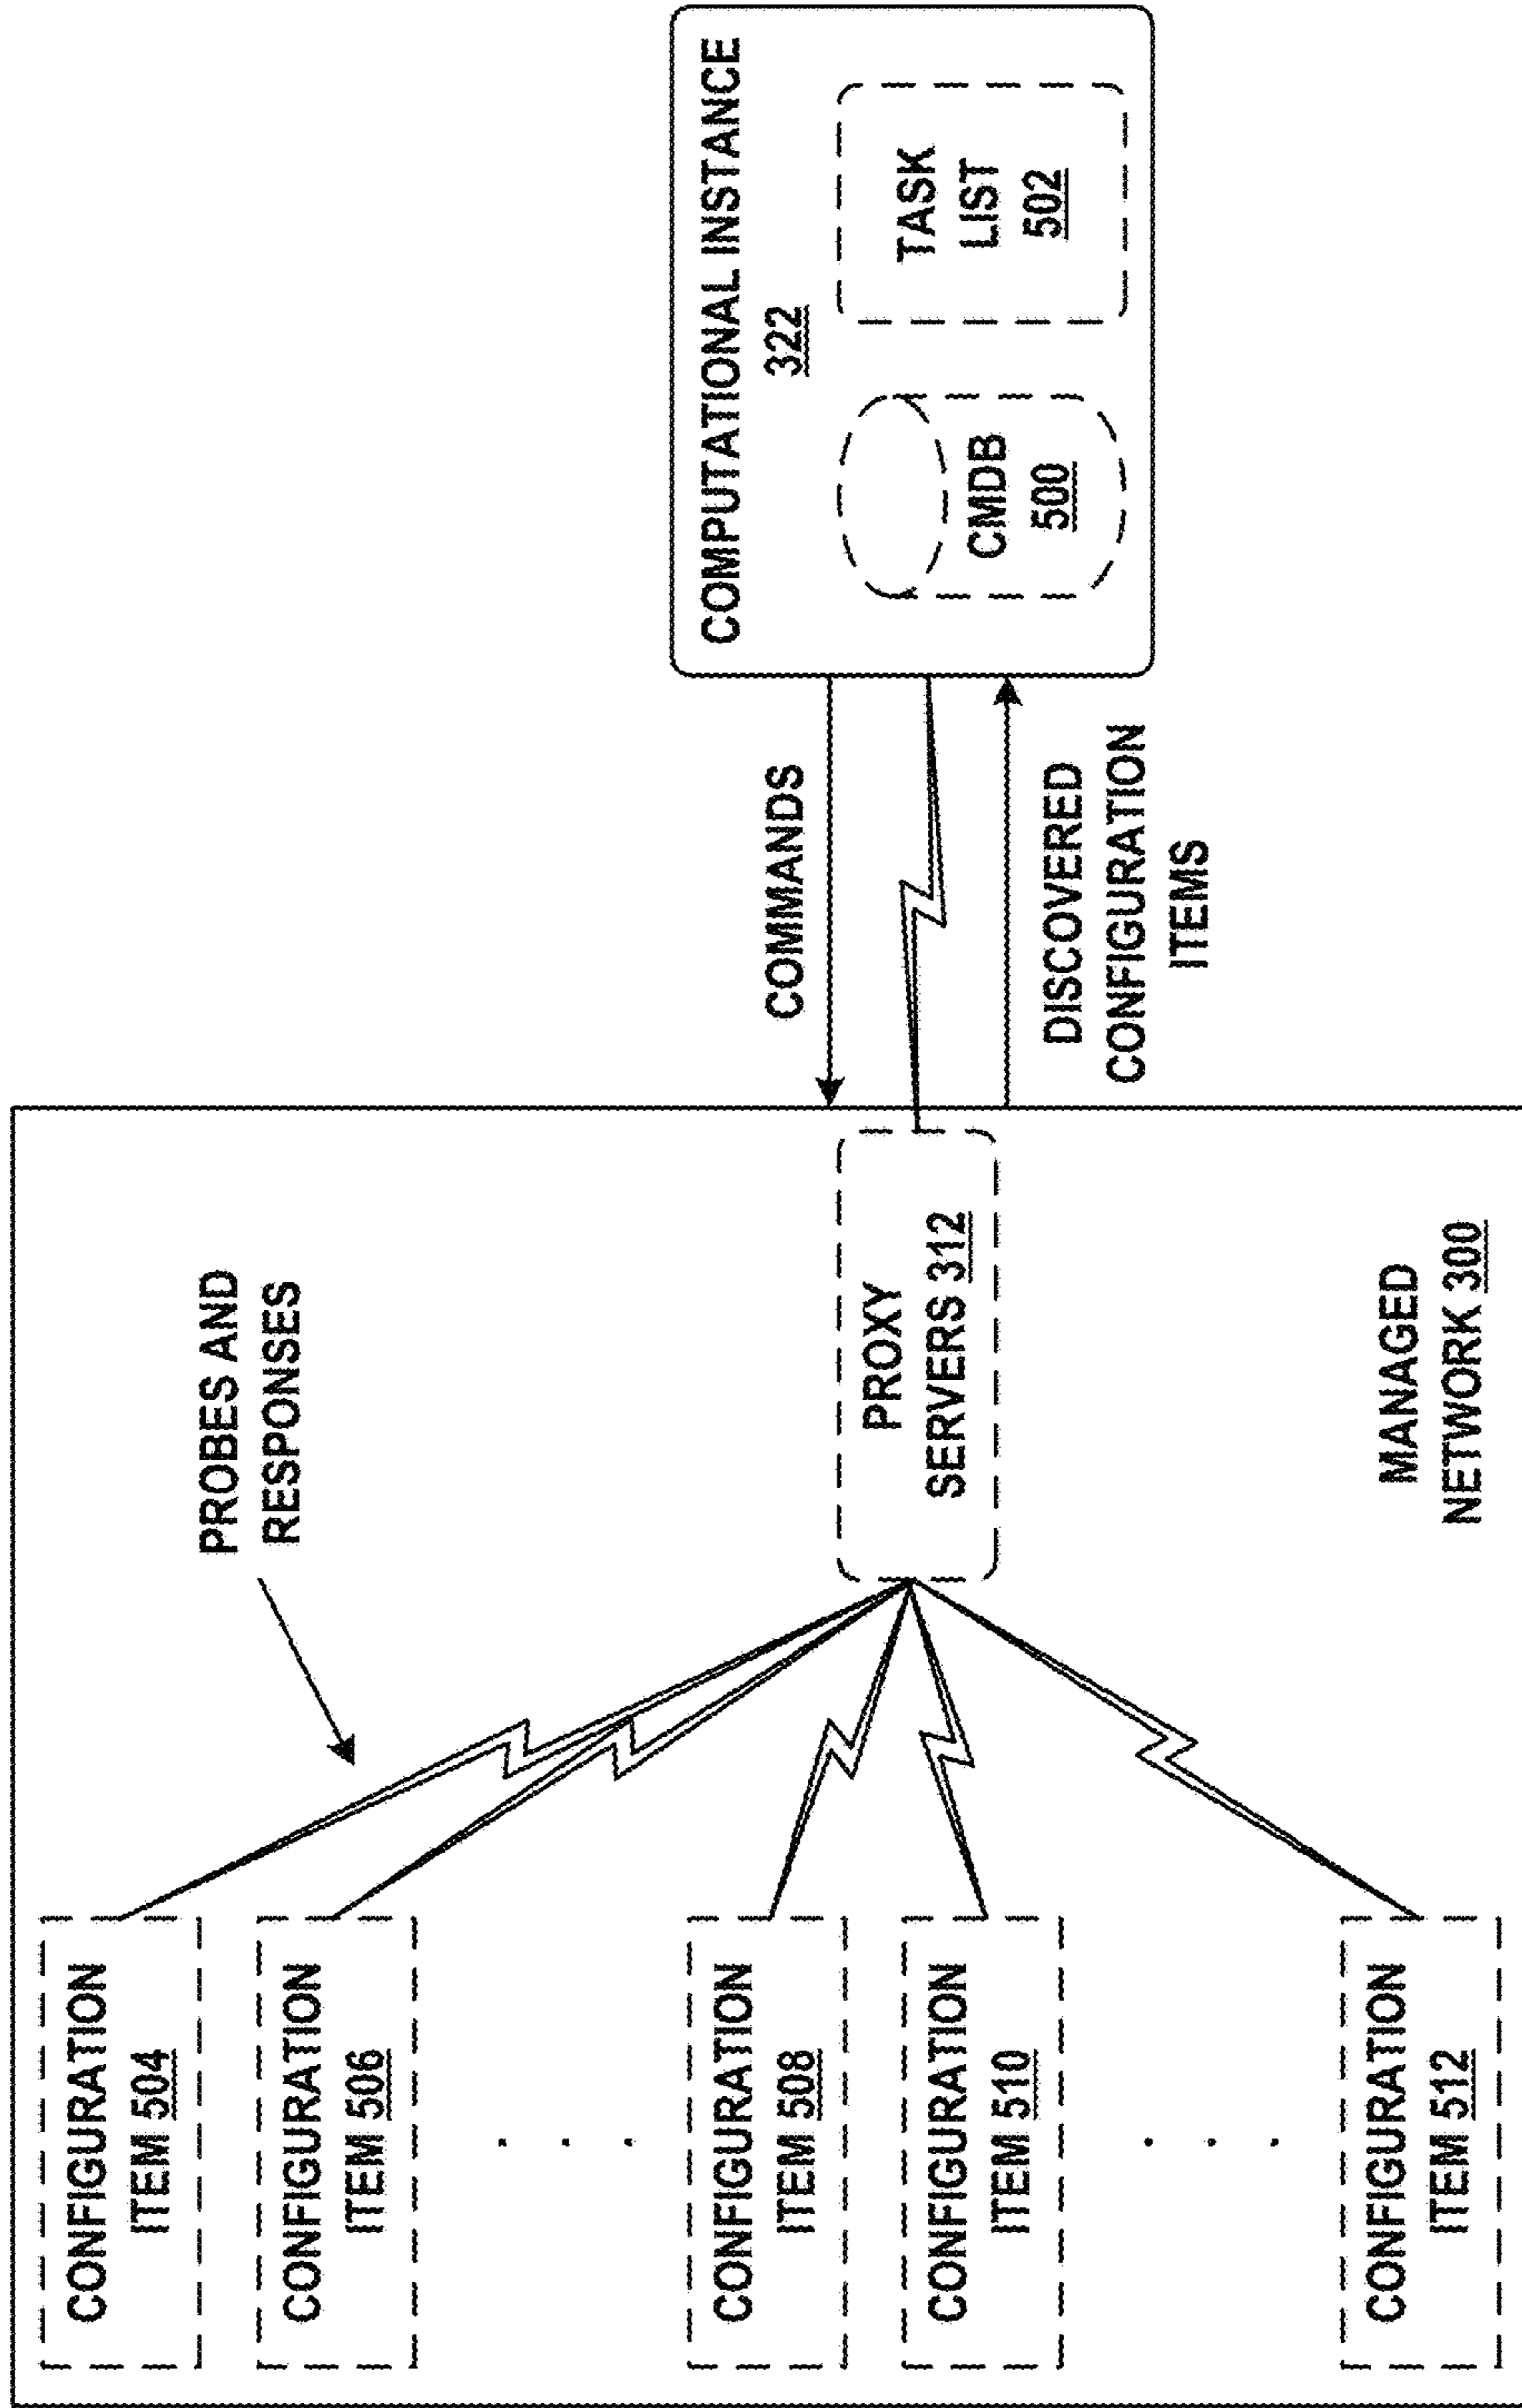 CONFIGURATION
ITEM 504
CONFIGURATION
ITEM 506
. . .
CONFIGURATION
ITEM 508
CONFIGURATION
ITEM 510
. . .
CONFIGURATION
ITEM 512
PROBES AND
RESPONSES
PROXY
SERVERS 312
MANAGED
NETWORK 300
COMMANDS
DISCOVERED
CONFIGURATION
ITEMS
COMPUTATIONAL INSTANCE
322
CMDB
500
TASK
LIST
502